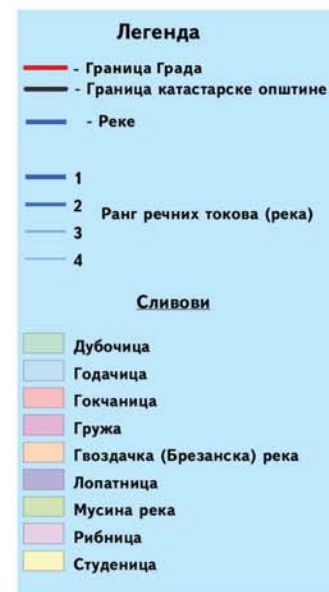 Легенда
- Граница Града
- Граница катастарске општине
- Реке
1
2
Ранг речних токова (река)
3
4
Сливови
Дубочица
Годачица
Гокчаница
Гружа
Гвоздачка (Брезанска) река
Лопатница
Мусина река
Рибница
Студеница